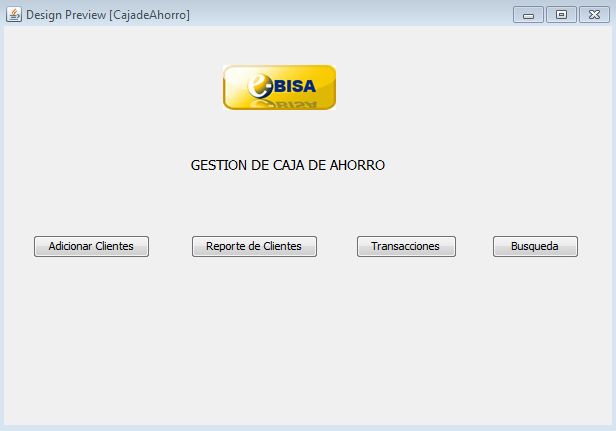 Design Preview [CajadeAhorro]
e-BISA
GESTION DE CAJA DE AHORRO
Adicionar Clientes
Reporte de Clientes
Transacciones
Busqueda